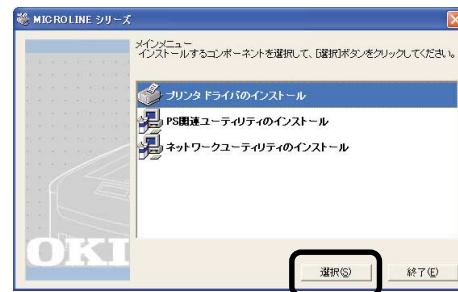 MICROLINE シリーズ
メインメニュー
インストールするコンポーネントを選択して、[選択]ボタンをクリックしてください。
プリンタドライバのインストール
PS関連ユーティリティのインストール
ネットワークユーティリティのインストール
OKI
選択(S)
終了(E)